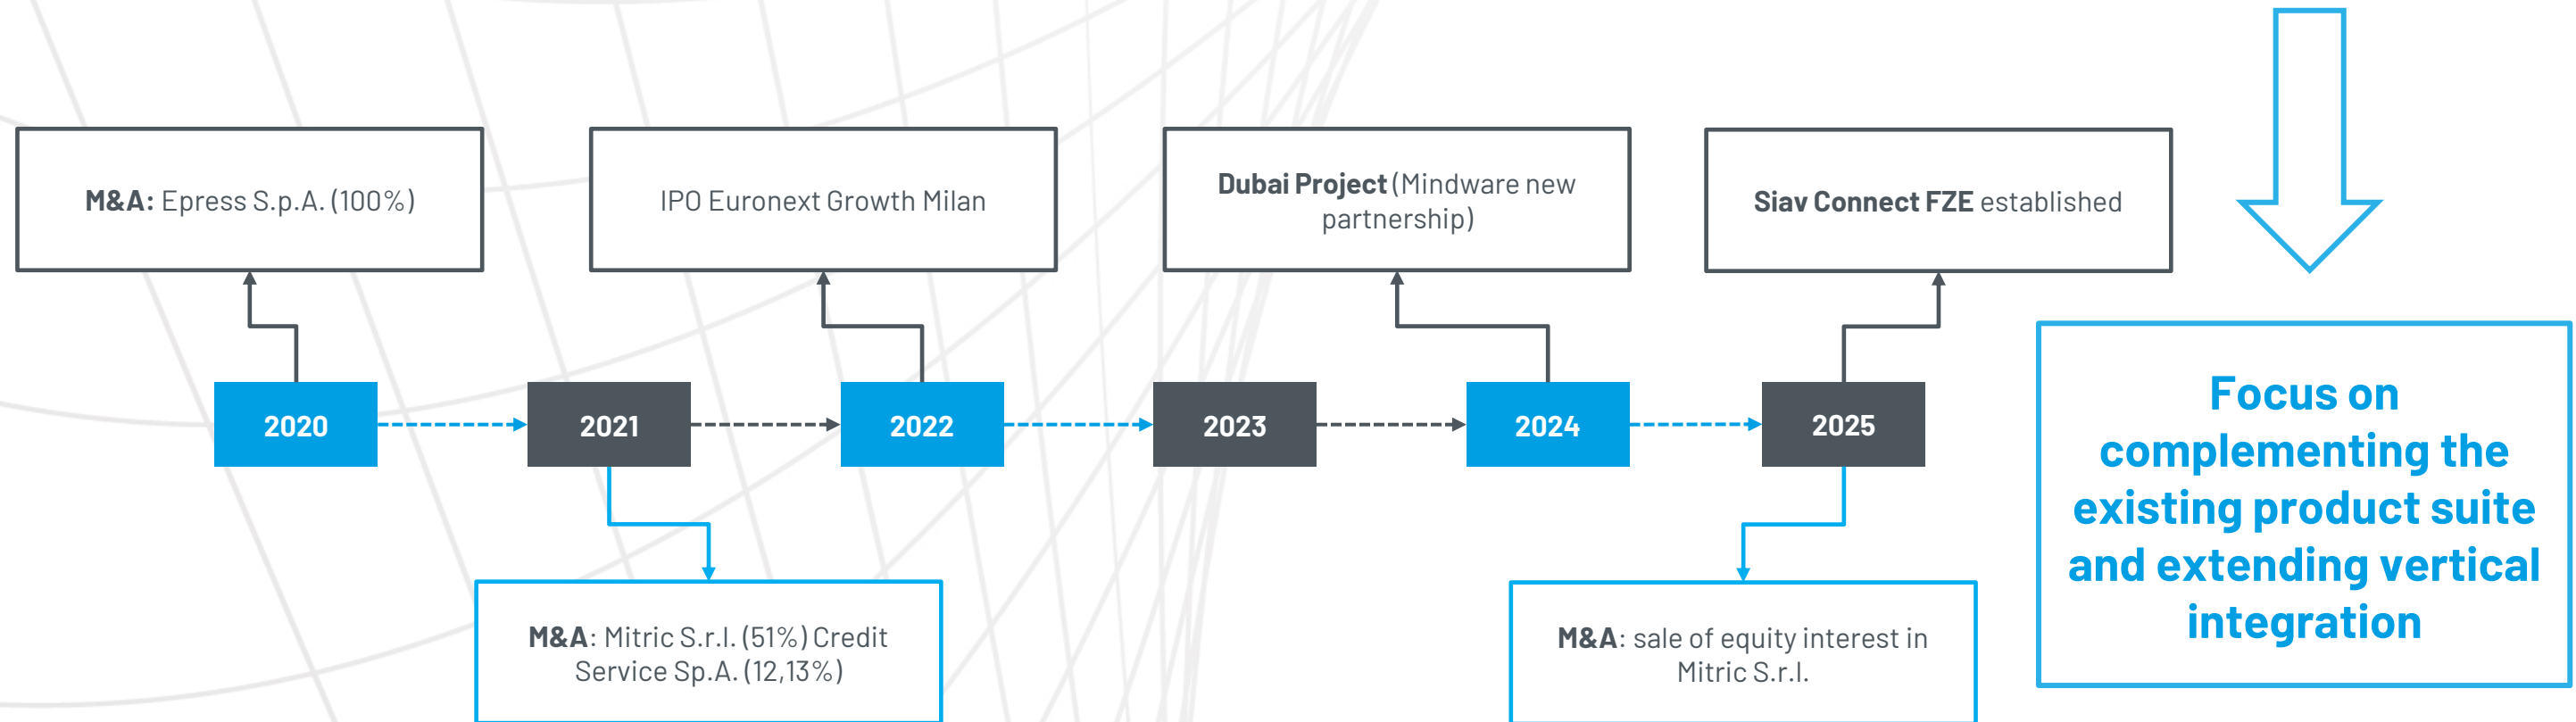 M&A: Epress S.p.A. (100%)
IPO Euronext Growth Milan
Dubai Project (Mindware new
partnership)
Siav Connect FZE established
2020
2021
2022
2023
2024
2025
M&A: Mitric S.r.l. (51%) Credit
Service Sp.A. (12,13%)
M&A: sale of equity interest in
Mitric S.r.l.
Focus on
complementing the
existing product suite
and extending vertical
integration